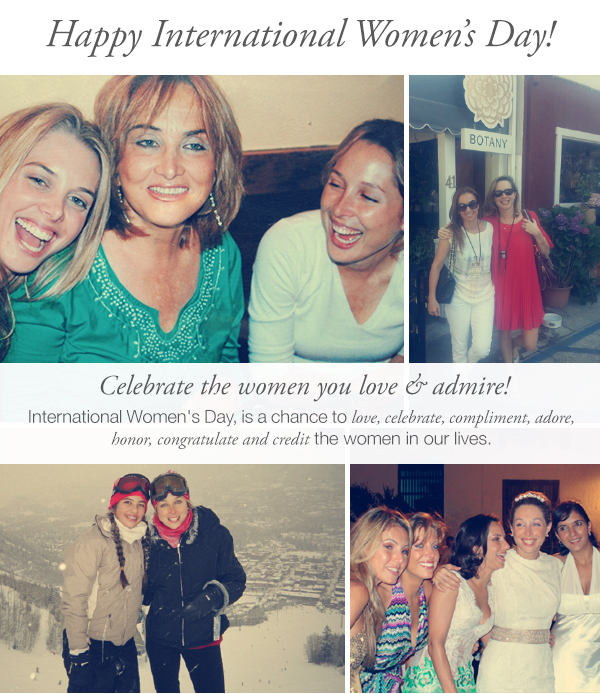 Happy International Women's Day!
BOTANY
41
Celebrate the women you love & admire!
International Women's Day, is a chance to love, celebrate, compliment, adore,
honor, congratulate and credit the women in our lives.